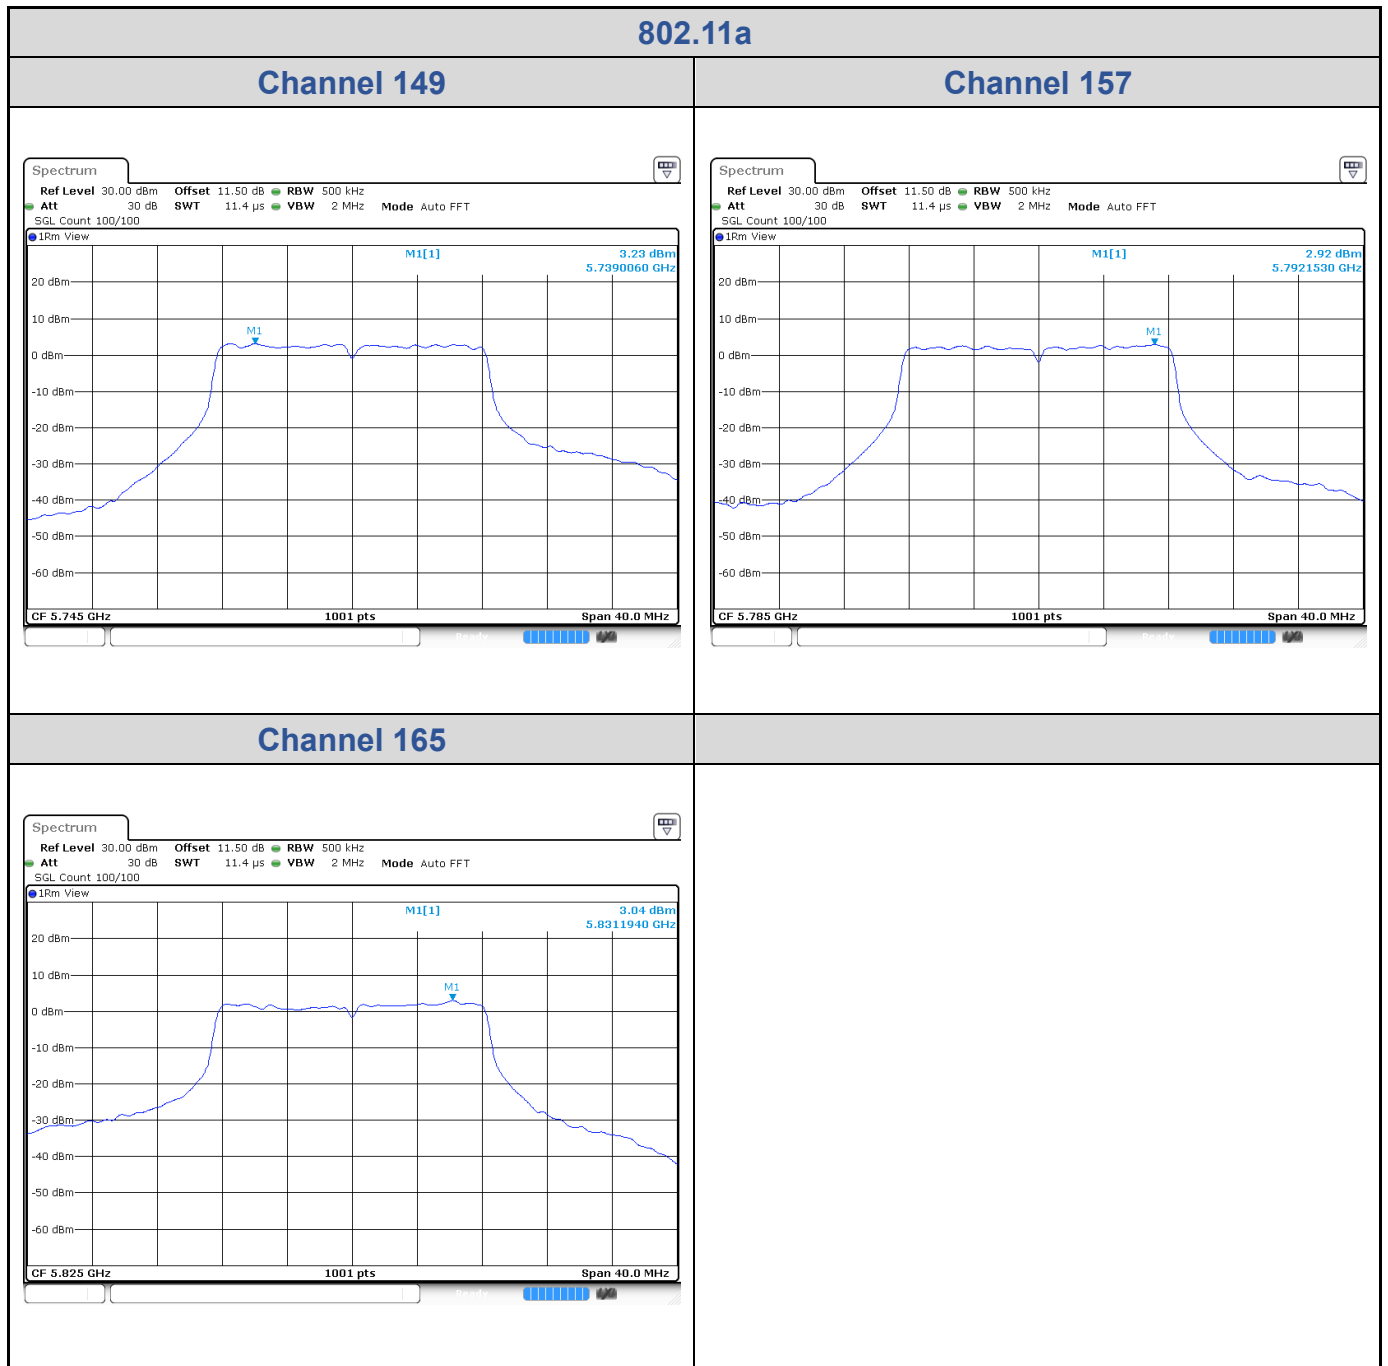 802.11a
Channel 149
Channel 157
Spectrum
Ref Level 30.00 dBm Offset 11.50 dB RBW 500 kHz
Att 30 dB SWT 11.4 µs VBW 2 MHz Mode Auto FFT
SGL Count 100/100
1Rm View
M1[1] 3.23 dBm
5.7390060 GHz
20 dBm
10 dBm
M1
0 dBm
-10 dBm
-20 dBm
-30 dBm
-40 dBm
-50 dBm
-60 dBm
CF 5.745 GHz 1001 pts Span 40.0 MHz
Ready
Spectrum
Ref Level 30.00 dBm Offset 11.50 dB RBW 500 kHz
Att 30 dB SWT 11.4 µs VBW 2 MHz Mode Auto FFT
SGL Count 100/100
1Rm View
M1[1] 2.92 dBm
5.7921530 GHz
20 dBm
10 dBm
M1
0 dBm
-10 dBm
-20 dBm
-30 dBm
-40 dBm
-50 dBm
-60 dBm
CF 5.785 GHz 1001 pts Span 40.0 MHz
Ready
Channel 165
Spectrum
Ref Level 30.00 dBm Offset 11.50 dB RBW 500 kHz
Att 30 dB SWT 11.4 µs VBW 2 MHz Mode Auto FFT
SGL Count 100/100
1Rm View
M1[1] 3.04 dBm
5.8311940 GHz
20 dBm
10 dBm
M1
0 dBm
-10 dBm
-20 dBm
-30 dBm
-40 dBm
-50 dBm
-60 dBm
CF 5.825 GHz 1001 pts Span 40.0 MHz
Ready